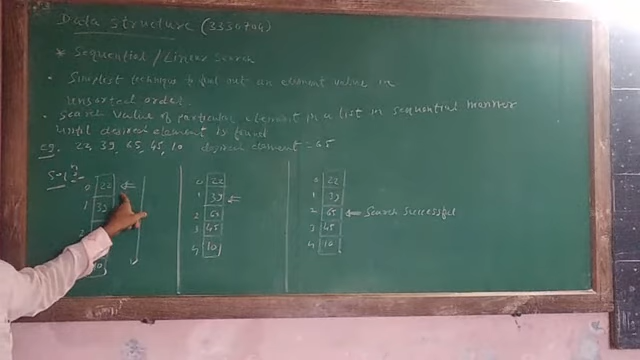 Data Structure (3330704)
* Sequential / Linear Search
• Simplest technique to find out an element value in
unsorted order.
• Search value of particular element in a list in sequential manner
until desired element is found
eg. 22, 39, 65, 45, 10 desired element = 65
Soln:-
0 22
1 39
10
0 22
1 39
2 65
3 45
4 10
0 22
1 39
2 65 ⇐ Search Successful
3 45
4 10